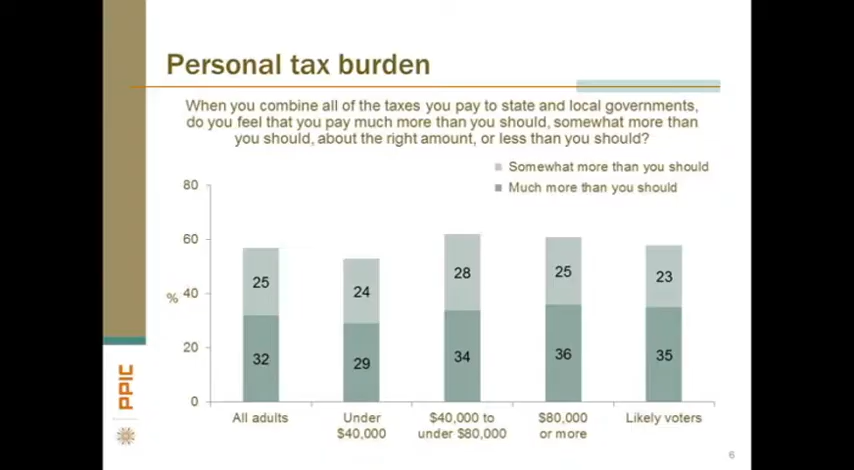 Personal tax burden
When you combine all of the taxes you pay to state and local governments,
do you feel that you pay much more than you should, somewhat more than
you should, about the right amount, or less than you should?
Somewhat more than you should
Much more than you should
80
60
40
20
0
%
25
24
28
25
23
32
29
34
36
35
All adults
Under
$40,000
$40,000 to
under $80,000
$80,000
or more
Likely voters
PPIC
6